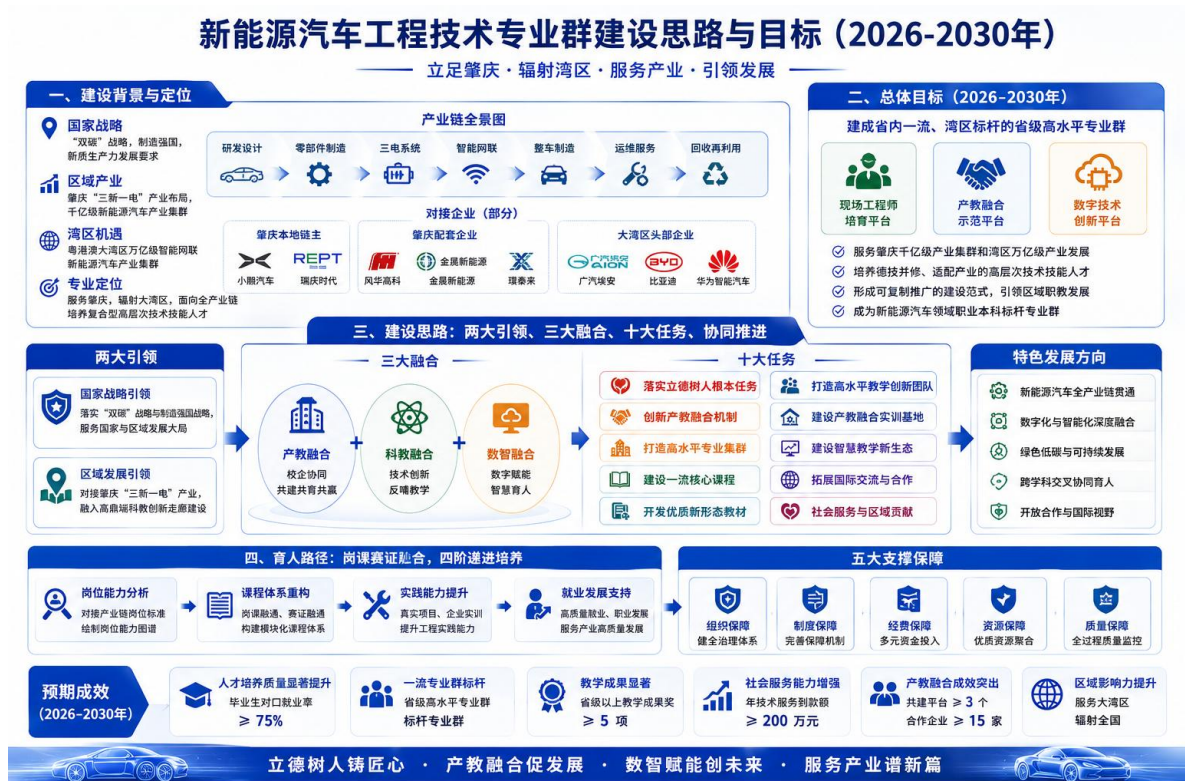 新能源汽车工程技术专业群建设思路与目标（2026-2030年）
立足肇庆·辐射湾区·服务产业·引领发展
一、建设背景与定位
国家战略
“双碳”战略，制造强国，
新质生产力发展要求
区域产业
肇庆“三新一电”产业布局，
千亿级新能源汽车产业集群
湾区机遇
粤港澳大湾区万亿级智能网联
新能源汽车产业集群
专业定位
服务肇庆，辐射大湾区，面向全产业链
培养复合型高层次技术技能人才
产业链全景图
研发设计
零部件制造
三电系统
智能网联
整车制造
运维服务
回收再利用
对接企业（部分）
肇庆本地链主
小鹏汽车
REPT
瑞庆时代
肇庆配套企业
风华高科
金晟新能源
金晟新能源
璟泰来
大湾区头部企业
AION
广汽埃安
BYD
比亚迪
华为智能汽车
二、总体目标（2026-2030年）
建成省内一流、湾区标杆的省级高水平专业群
现场工程师
培育平台
产教融合
示范平台
数字技术
创新平台
服务肇庆千亿级产业集群和湾区万亿级产业发展
培养德技并修、适配产业的高层次技术技能人才
形成可复制推广的建设范式，引领区域职教发展
成为新能源汽车领域职业本科标杆专业群
三、建设思路：两大引领、三大融合、十大任务、协同推进
两大引领
国家战略引领
落实“双碳”战略与制造强国战略，
服务国家与区域发展大局
区域发展引领
对接肇庆“三新一电”产业，
融入高鼎端科教创新走廊建设
三大融合
产教融合
校企协同
共建共育共赢
+
科教融合
技术创新
反哺教学
+
数智融合
数字赋能
智慧育人
十大任务
落实立德树人根本任务
创新产教融合机制
打造高水平专业集群
建设一流核心课程
开发优质新形态教材
打造高水平教学创新团队
建设产教融合实训基地
建设智慧教学新生态
拓展国际交流与合作
社会服务与区域贡献
特色发展方向
新能源汽车全产业链贯通
数字化与智能化深度融合
绿色低碳与可持续发展
跨学科交叉协同育人
开放合作与国际视野
四、育人路径：岗课赛证融合，四阶递进培养
岗位能力分析
对接产业链岗位标准
绘制岗位能力图谱
课程体系重构
岗课融通、赛证融通
构建模块化课程体系
实践能力提升
真实项目、企业实训
提升工程实践能力
就业发展支持
高质量就业、职业发展
服务产业高质量发展
五大支撑保障
组织保障
健全治理体系
制度保障
完善保障机制
经费保障
多元资金投入
资源保障
优质资源聚合
质量保障
全过程质量监控
预期成效
（2026-2030年）
人才培养质量显著提升
毕业生对口就业率
≥ 75%
一流专业群标杆
省级高水平专业群
标杆专业群
教学成果显著
省级以上教学成果奖
≥ 5 项
社会服务能力增强
年技术服务到款额
≥ 200 万元
产教融合成效突出
共建平台 ≥ 3 个
合作企业 ≥ 15 家
区域影响力提升
服务大湾区
辐射全国
立德树人铸匠心 · 产教融合促发展 · 数智赋能创未来 · 服务产业谱新篇